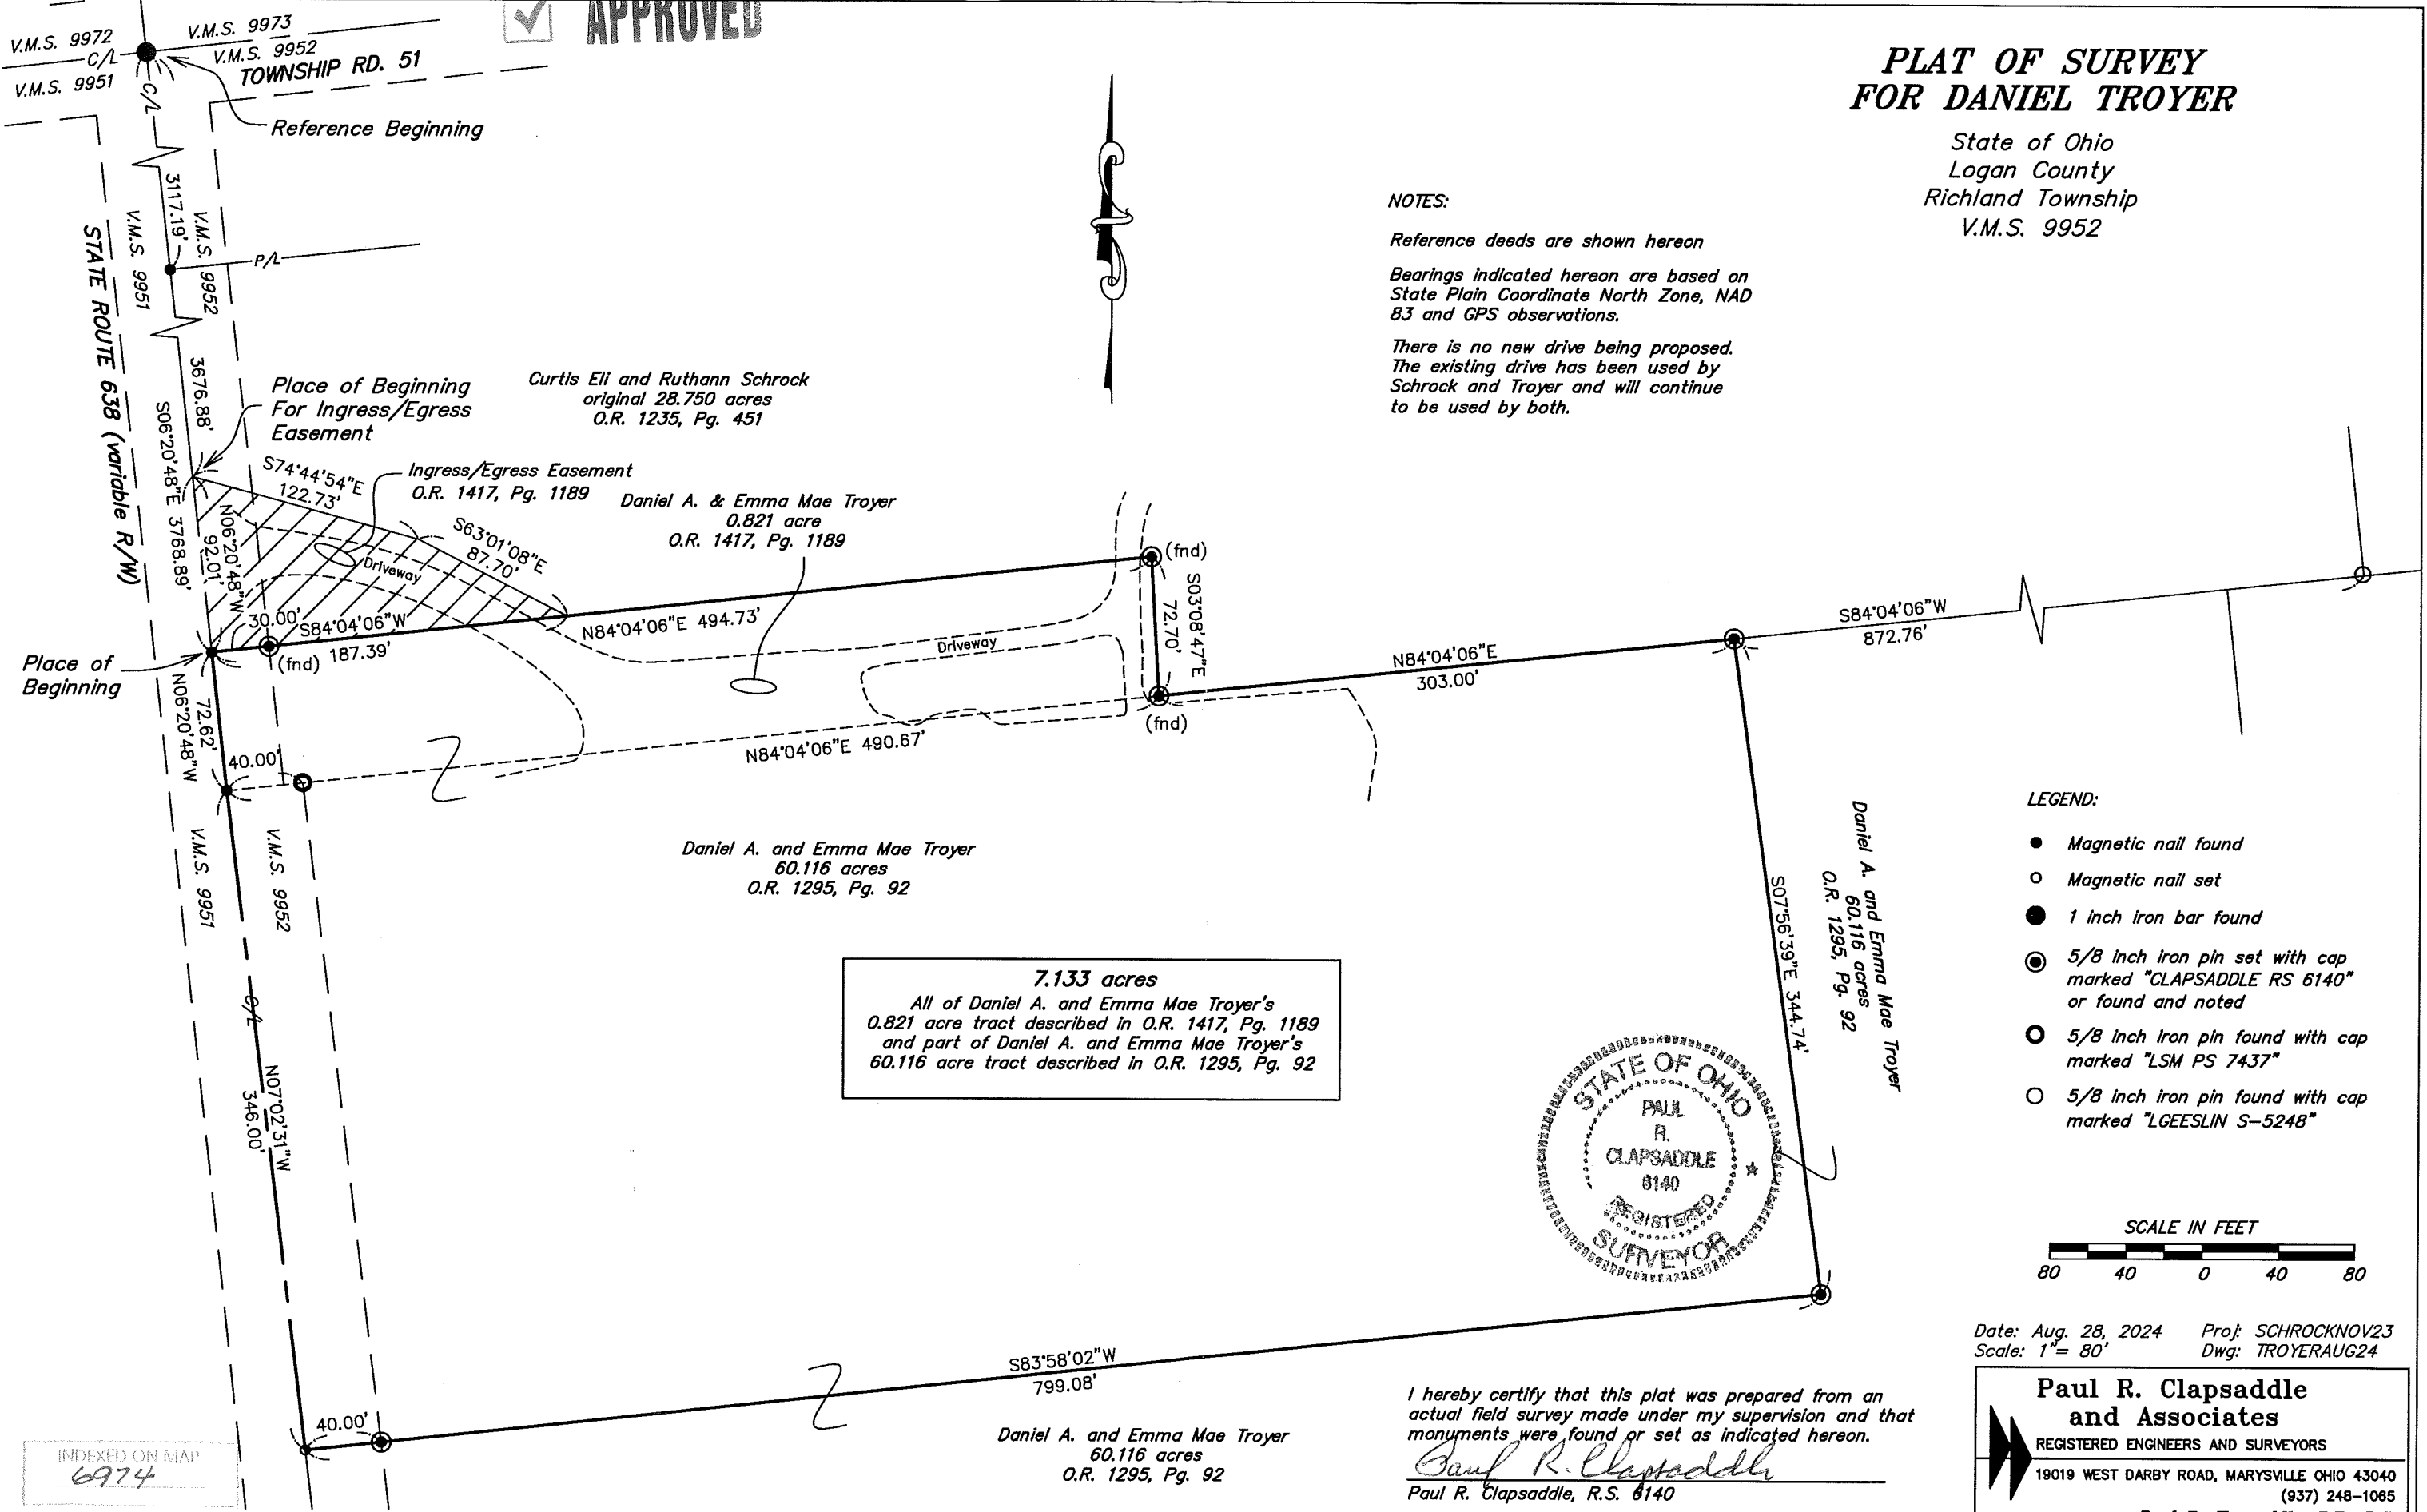 APPROVED
V.M.S. 9972
V.M.S. 9973
C/L
V.M.S. 9952
V.M.S. 9951
TOWNSHIP RD. 51
C/L
Reference Beginning
3117.19'
V.M.S. 9951
V.M.S. 9952
P/L
STATE ROUTE 638 (variable R/W)
3676.88'
S06°20'48"E 3768.89'
Place of Beginning
For Ingress/Egress
Easement
Curtis Eli and Ruthann Schrock
original 28.750 acres
O.R. 1235, Pg. 451
S74°44'54"E
122.73'
Ingress/Egress Easement
O.R. 1417, Pg. 1189
Daniel A. & Emma Mae Troyer
0.821 acre
O.R. 1417, Pg. 1189
S63°01'08"E
87.70'
N06°20'48"W
92.01'
Driveway
30.00'
S84°04'06"W
187.39'
(fnd)
N84°04'06"E 494.73'
Driveway
(fnd)
S03°08'47"E
72.70'
(fnd)
N84°04'06"E
303.00'
S84°04'06"W
872.76'
Place of
Beginning
72.62'
N06°20'48"W
40.00'
N84°04'06"E 490.67'
V.M.S. 9951
V.M.S. 9952
Daniel A. and Emma Mae Troyer
60.116 acres
O.R. 1295, Pg. 92
7.133 acres
All of Daniel A. and Emma Mae Troyer's
0.821 acre tract described in O.R. 1417, Pg. 1189
and part of Daniel A. and Emma Mae Troyer's
60.116 acre tract described in O.R. 1295, Pg. 92
C/L
N07°02'31"W
346.00'
S07°56'39"E 344.74'
Daniel A. and Emma Mae Troyer
60.116 acres
O.R. 1295, Pg. 92
STATE OF OHIO
PAUL
R.
CLAPSADDLE
6140
REGISTERED
SURVEYOR
S83°58'02"W
799.08'
40.00'
Daniel A. and Emma Mae Troyer
60.116 acres
O.R. 1295, Pg. 92
INDEXED ON MAP
6974
PLAT OF SURVEY
FOR DANIEL TROYER
State of Ohio
Logan County
Richland Township
V.M.S. 9952
NOTES:
Reference deeds are shown hereon
Bearings indicated hereon are based on
State Plain Coordinate North Zone, NAD
83 and GPS observations.
There is no new drive being proposed.
The existing drive has been used by
Schrock and Troyer and will continue
to be used by both.
LEGEND:
Magnetic nail found
Magnetic nail set
1 inch iron bar found
5/8 inch iron pin set with cap
marked "CLAPSADDLE RS 6140"
or found and noted
5/8 inch iron pin found with cap
marked "LSM PS 7437"
5/8 inch iron pin found with cap
marked "LGEESLIN S-5248"
SCALE IN FEET
80 40 0 40 80
Date: Aug. 28, 2024 Proj: SCHROCKNOV23
Scale: 1"= 80' Dwg: TROYERAUG24
I hereby certify that this plat was prepared from an
actual field survey made under my supervision and that
monuments were found or set as indicated hereon.
Paul R. Clapsaddle
Paul R. Clapsaddle, R.S. 6140
Paul R. Clapsaddle
and Associates
REGISTERED ENGINEERS AND SURVEYORS
19019 WEST DARBY ROAD, MARYSVILLE OHIO 43040
(937) 248-1065